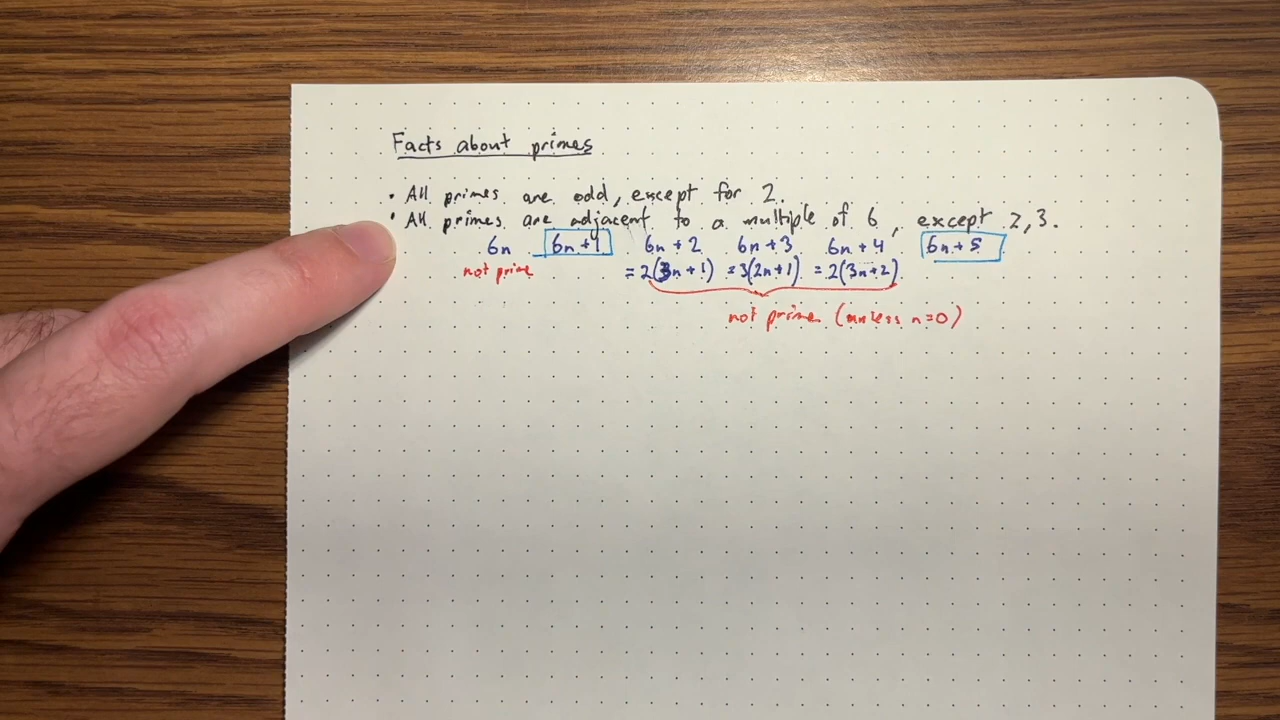 Facts about primes
· All primes are odd, except for 2.
· All primes are adjacent to a multiple of 6, except 2,3.
6n 6n+1 6n+2 6n+3 6n+4 6n+5
not prime =2(3n+1) =3(2n+1) =2(3n+2)
not prime (unless n=0)